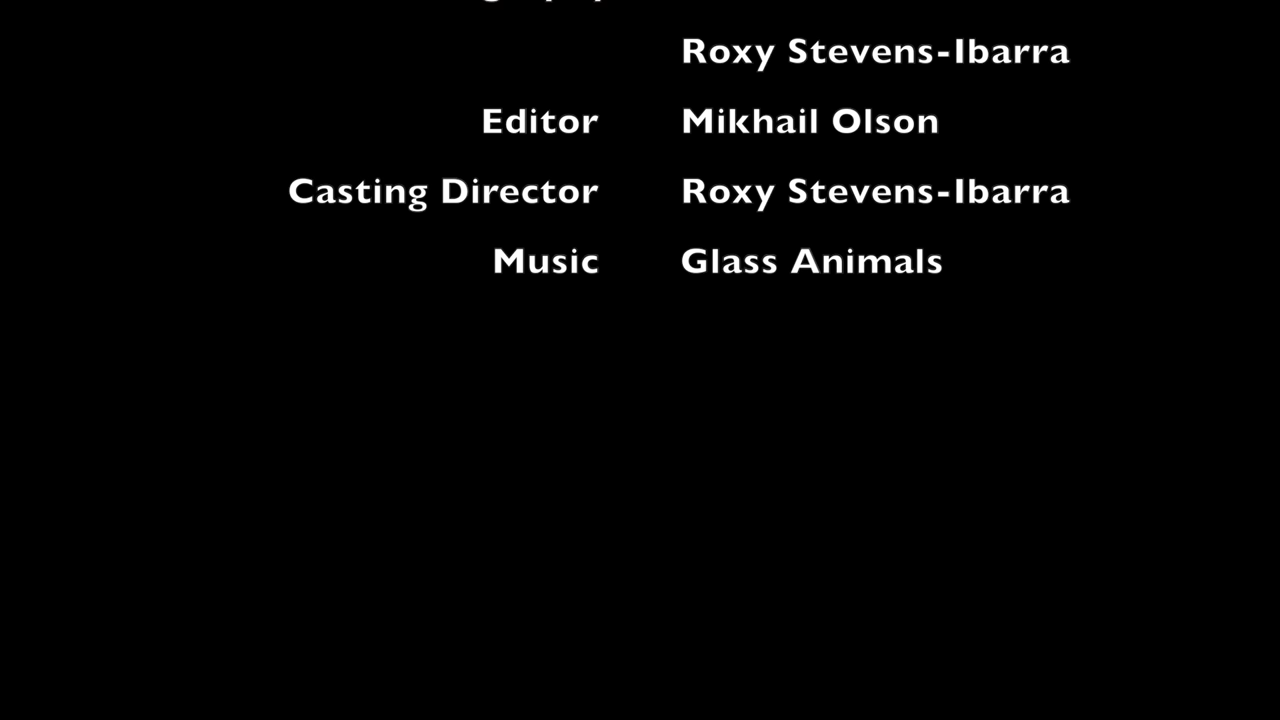 Roxy Stevens-Ibarra
Editor Mikhail Olson
Casting Director Roxy Stevens-Ibarra
Music Glass Animals